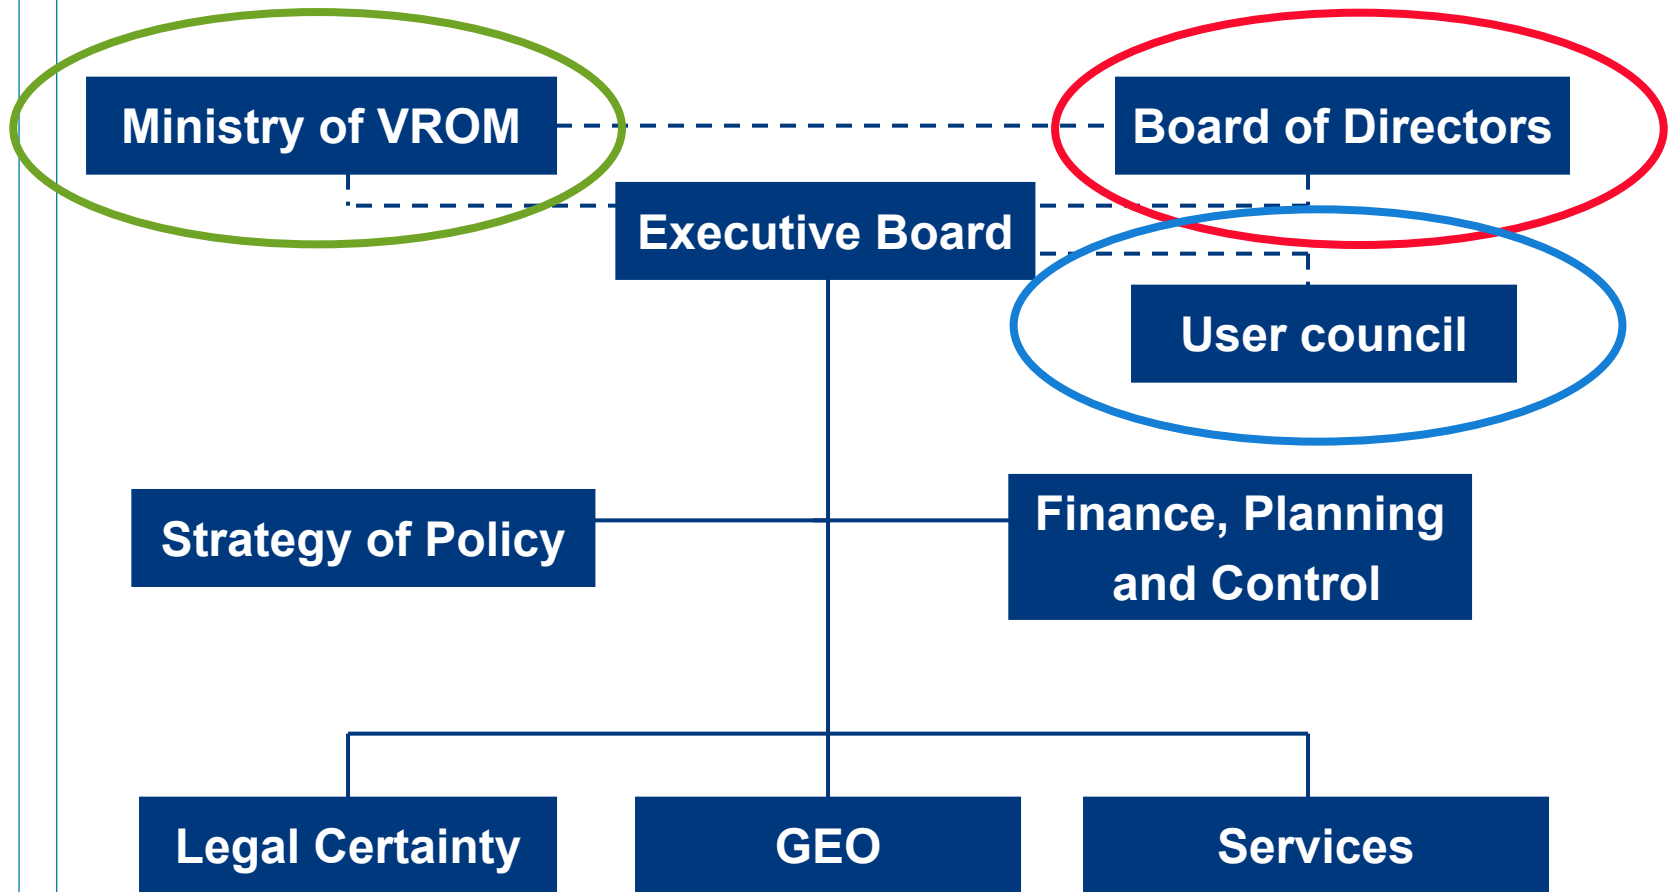 Ministry of VROM
Board of Directors
Executive Board
User council
Strategy of Policy
Finance, Planning
and Control
Legal Certainty
GEO
Services